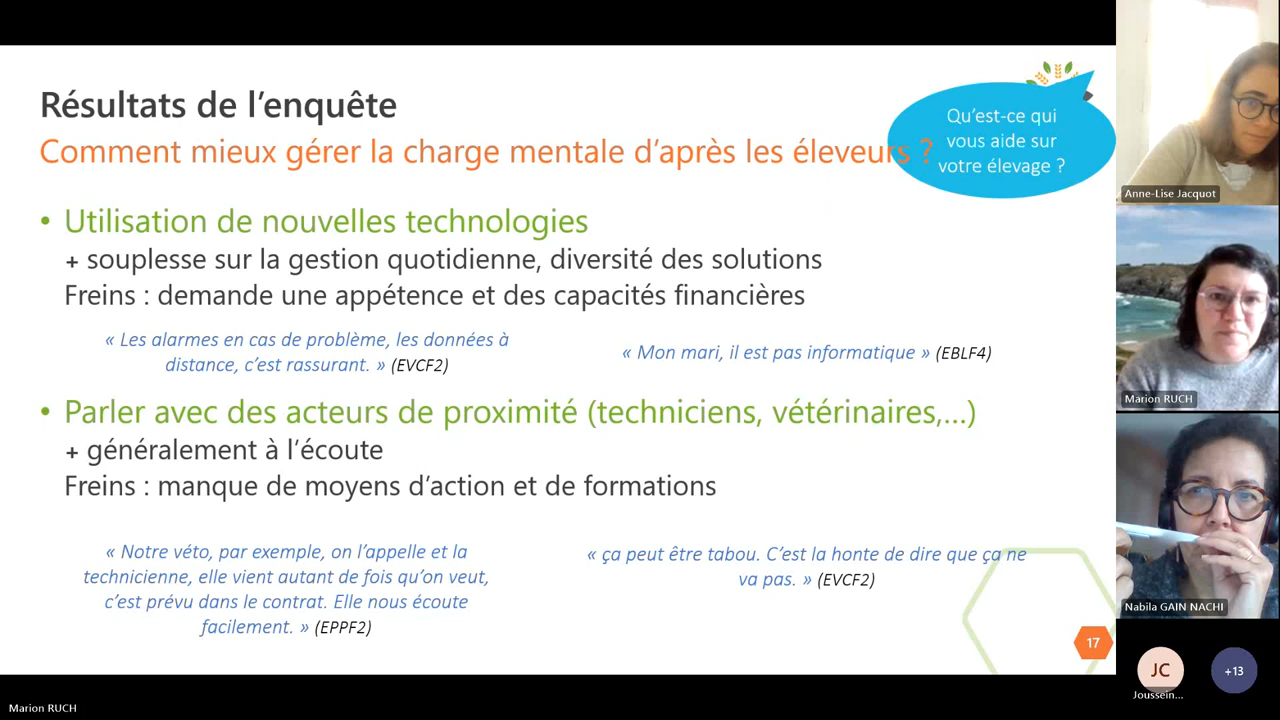 Résultats de l’enquête
Comment mieux gérer la charge mentale d’après les éleveurs ?
Qu’est-ce qui
vous aide sur
votre élevage ?
• Utilisation de nouvelles technologies
+ souplesse sur la gestion quotidienne, diversité des solutions
Freins : demande une appétence et des capacités financières
« Les alarmes en cas de problème, les données à
distance, c’est rassurant. » (EVCF2)
« Mon mari, il est pas informatique » (EBLF4)
• Parler avec des acteurs de proximité (techniciens, vétérinaires,...)
+ généralement à l’écoute
Freins : manque de moyens d’action et de formations
« Notre véto, par exemple, on l’appelle et la
technicienne, elle vient autant de fois qu’on veut,
c’est prévu dans le contrat. Elle nous écoute
facilement. » (EPPF2)
« ça peut être tabou. C’est la honte de dire que ça ne
va pas. » (EVCF2)
17
Anne-Lise Jacquot
Marion RUCH
Nabila GAIN NACHI
JC
Joussein...
+13
Marion RUCH